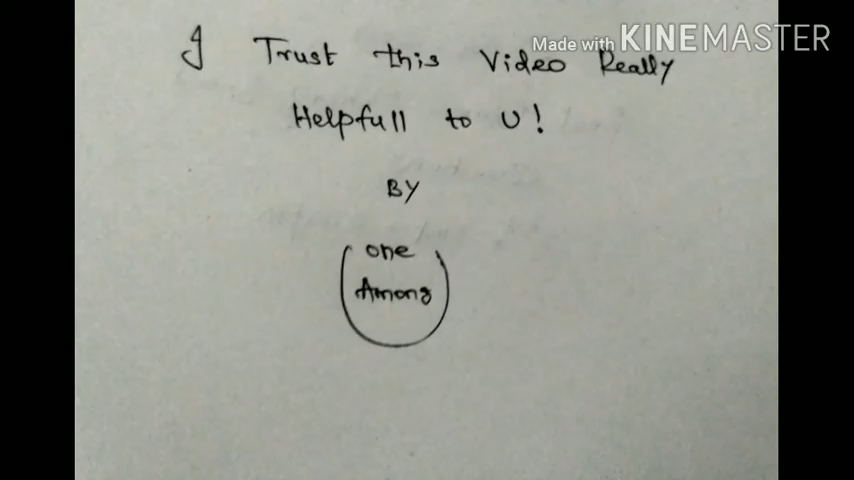 Made with KINEMASTER
I Trust this Video Really
Helpfull to U!
BY
one
Among